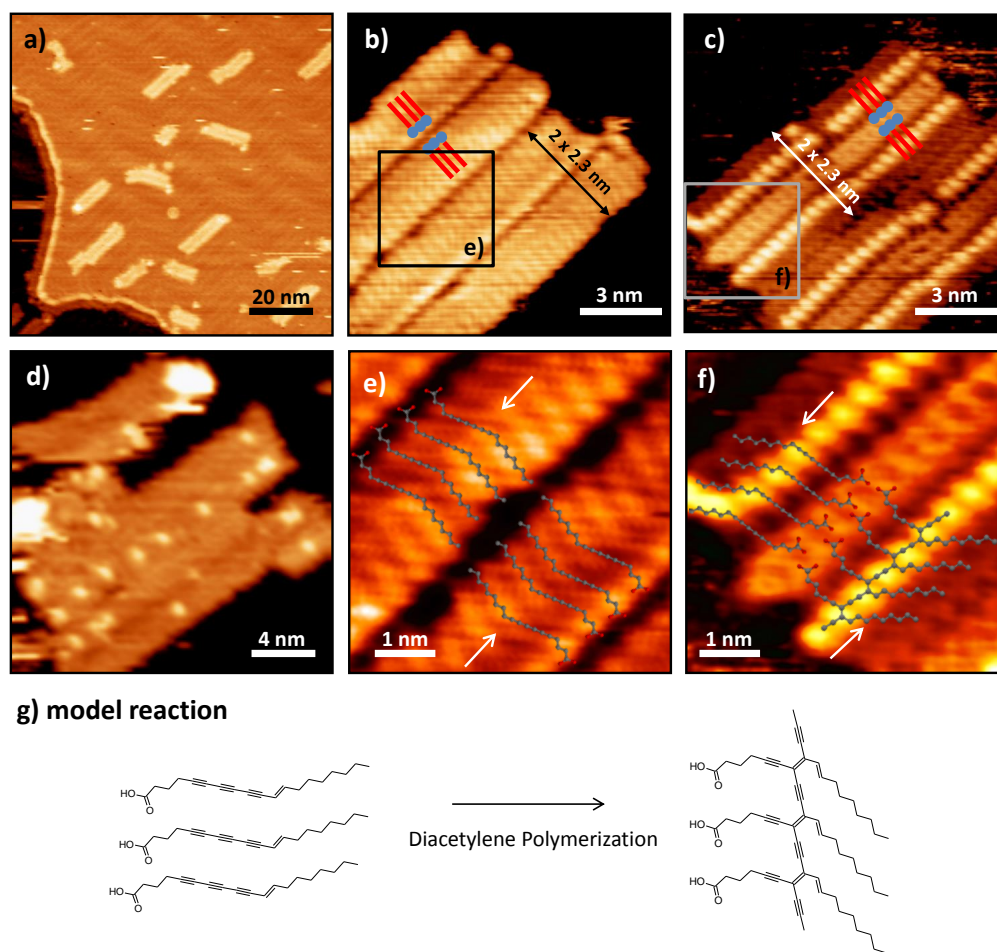 a)
20 nm
b)
2 x 2.3 nm
e)
3 nm
c)
2 x 2.3 nm
f)
3 nm
d)
4 nm
e)
1 nm
f)
1 nm
g) model reaction
HO
O
HO
O
HO
O
Diacetylene Polymerization
HO
O
HO
O
HO
O